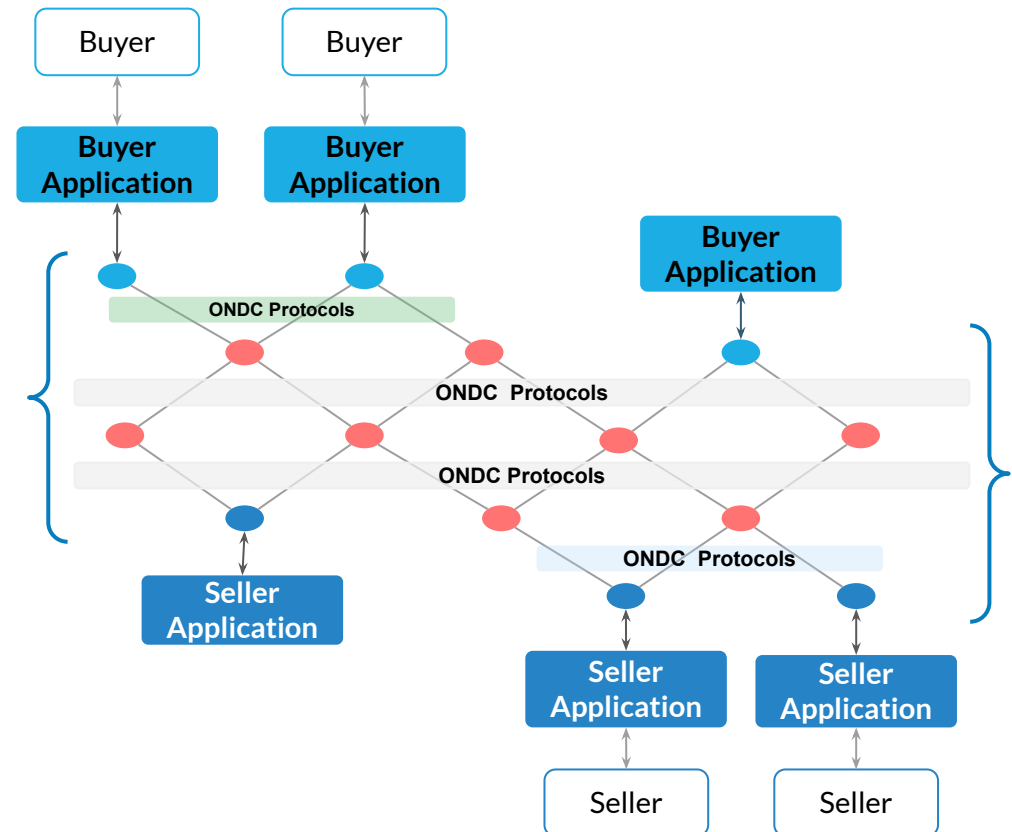 Buyer
Buyer
Buyer
Application
Buyer
Application
Buyer
Application
ONDC Protocols
ONDC Protocols
ONDC Protocols
ONDC Protocols
Seller
Application
Seller
Application
Seller
Application
Seller
Seller